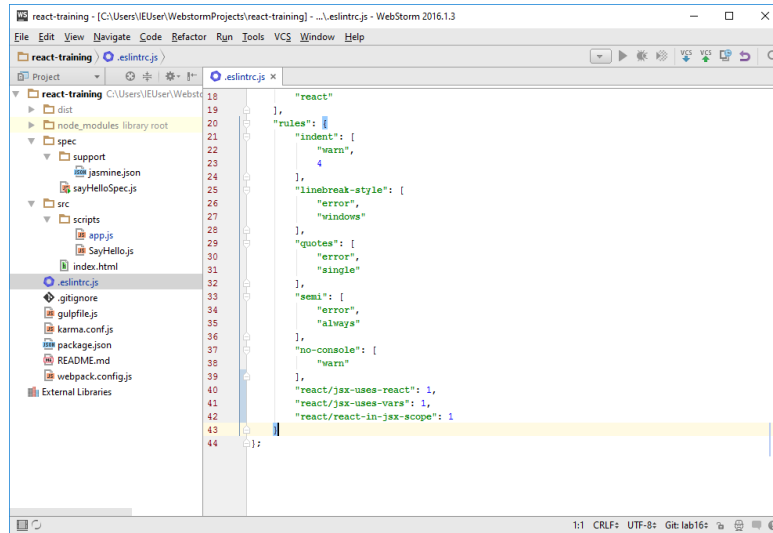 WS react-training - [C:\Users\IEUser\WebstormProjects\react-training] - ...\.eslintrc.js - WebStorm 2016.1.3
File Edit View Navigate Code Refactor Run Tools VCS Window Help
react-training .eslintrc.js
VCS VCS
Project
.eslintrc.js ×
react-training C:\Users\IEUser\Webst
dist
node_modules library root
spec
support
jasmine.json
sayHelloSpec.js
src
scripts
app.js
SayHello.js
index.html
.eslintrc.js
.gitignore
gulpfile.js
karma.conf.js
package.json
README.md
webpack.config.js
External Libraries
18 "react"
19 ],
20 "rules": {
21 "indent": [
22 "warn",
23 4
24 ],
25 "linebreak-style": [
26 "error",
27 "windows"
28 ],
29 "quotes": [
30 "error",
31 "single"
32 ],
33 "semi": [
34 "error",
35 "always"
36 ],
37 "no-console": [
38 "warn"
39 ],
40 "react/jsx-uses-react": 1,
41 "react/jsx-uses-vars": 1,
42 "react/react-in-jsx-scope": 1
43 }
44 };
1:1 CRLF UTF-8 Git: lab16